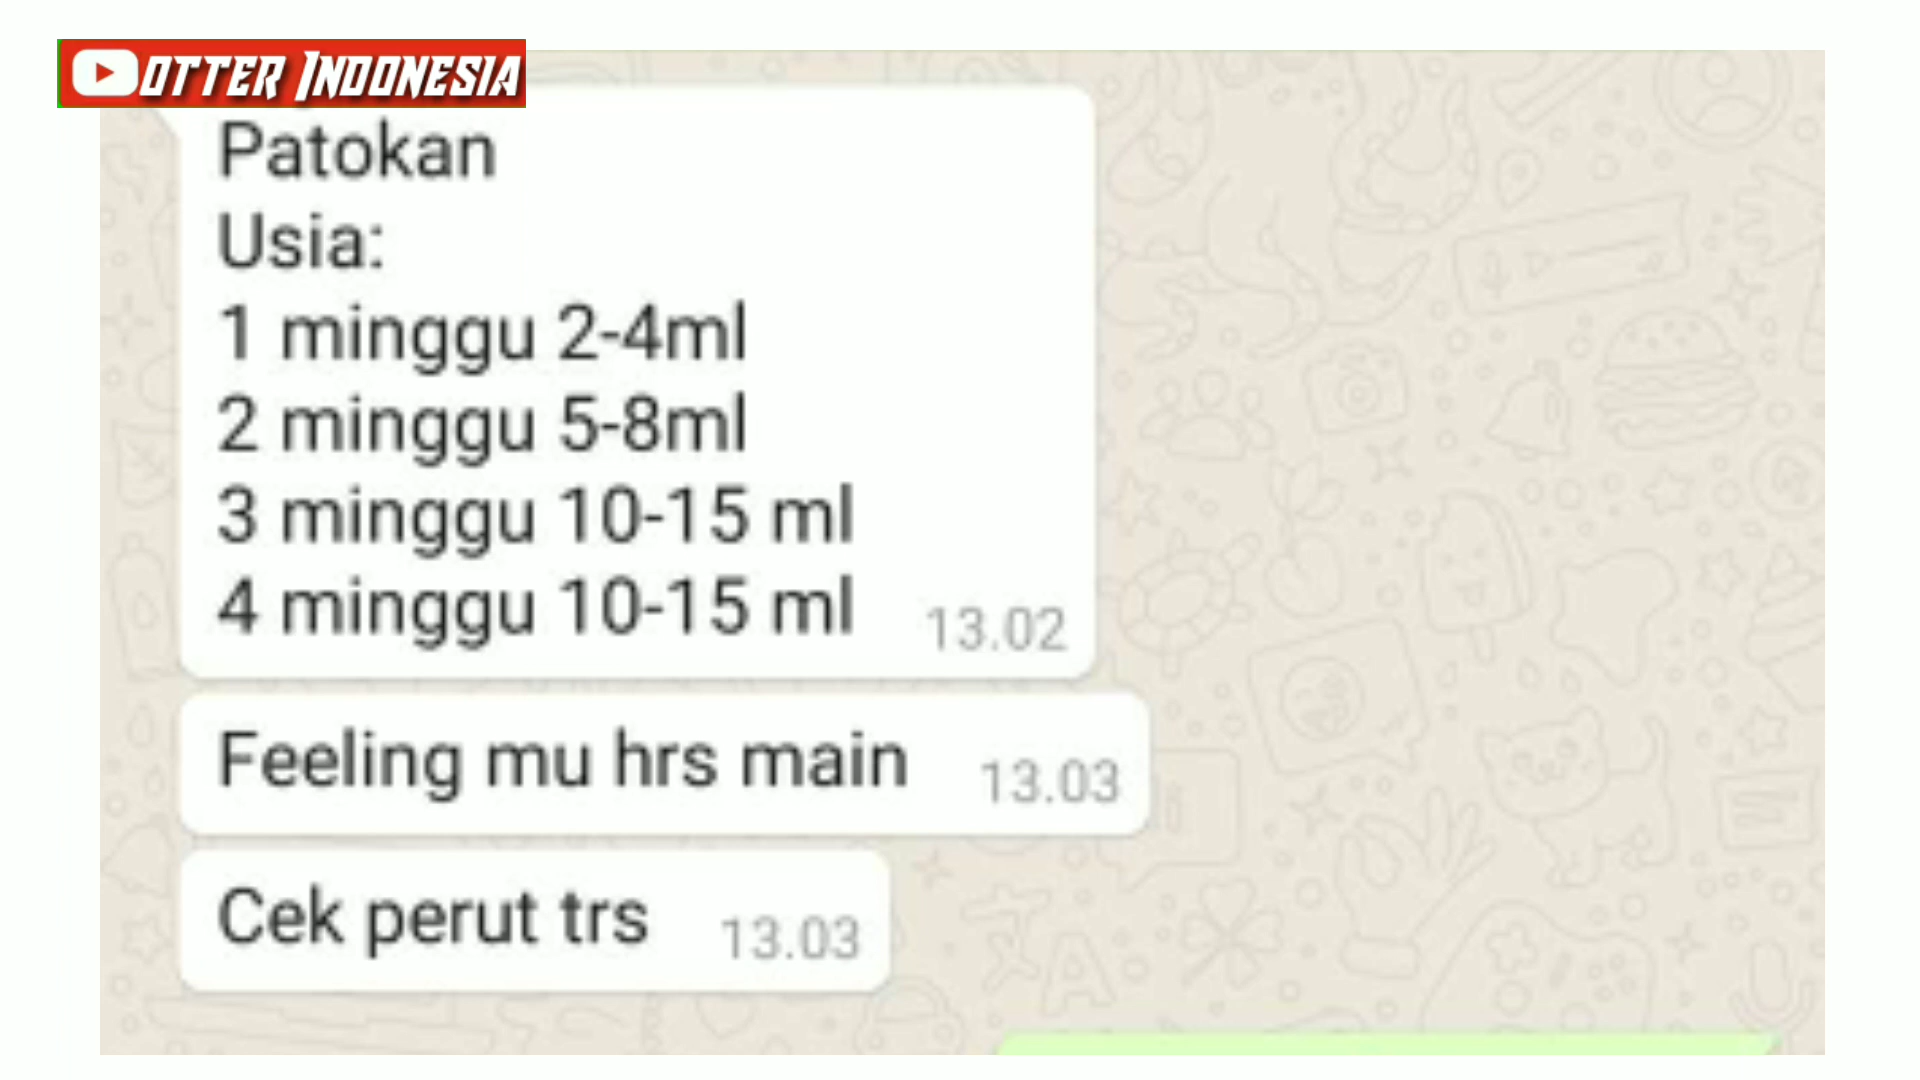 OTTER INDONESIA
Patokan
Usia:
1 minggu 2-4ml
2 minggu 5-8ml
3 minggu 10-15 ml
4 minggu 10-15 ml
13.02
Feeling mu hrs main
13.03
Cek perut trs
13.03